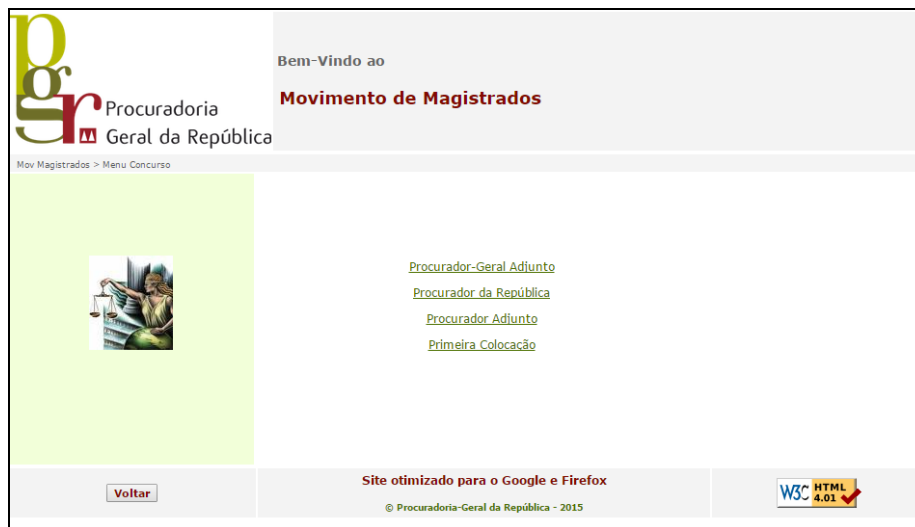 pgr
Procuradoria
Geral da República
Bem-Vindo ao
Movimento de Magistrados
Mov Magistrados > Menu Concurso
Procurador-Geral Adjunto
Procurador da República
Procurador Adjunto
Primeira Colocação
Voltar
Site otimizado para o Google e Firefox
© Procuradoria-Geral da República - 2015
W3C HTML
4.01